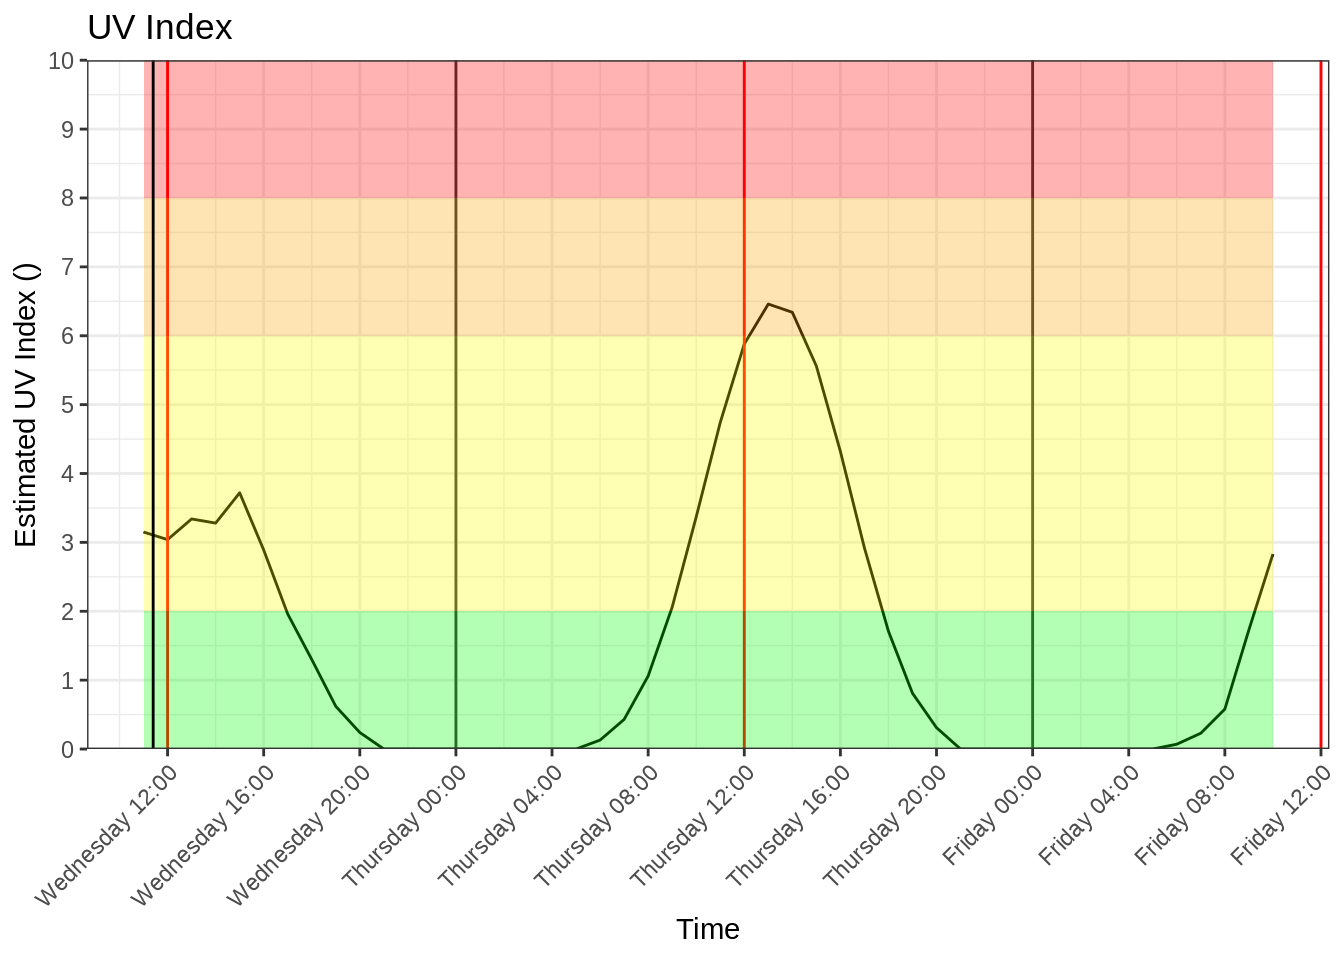 UV Index
Estimated UV Index ()
10
9
8
7
6
5
4
3
2
1
0
Wednesday 12:00
Wednesday 16:00
Wednesday 20:00
Thursday 00:00
Thursday 04:00
Thursday 08:00
Thursday 12:00
Thursday 16:00
Thursday 20:00
Friday 00:00
Friday 04:00
Friday 08:00
Friday 12:00
Time